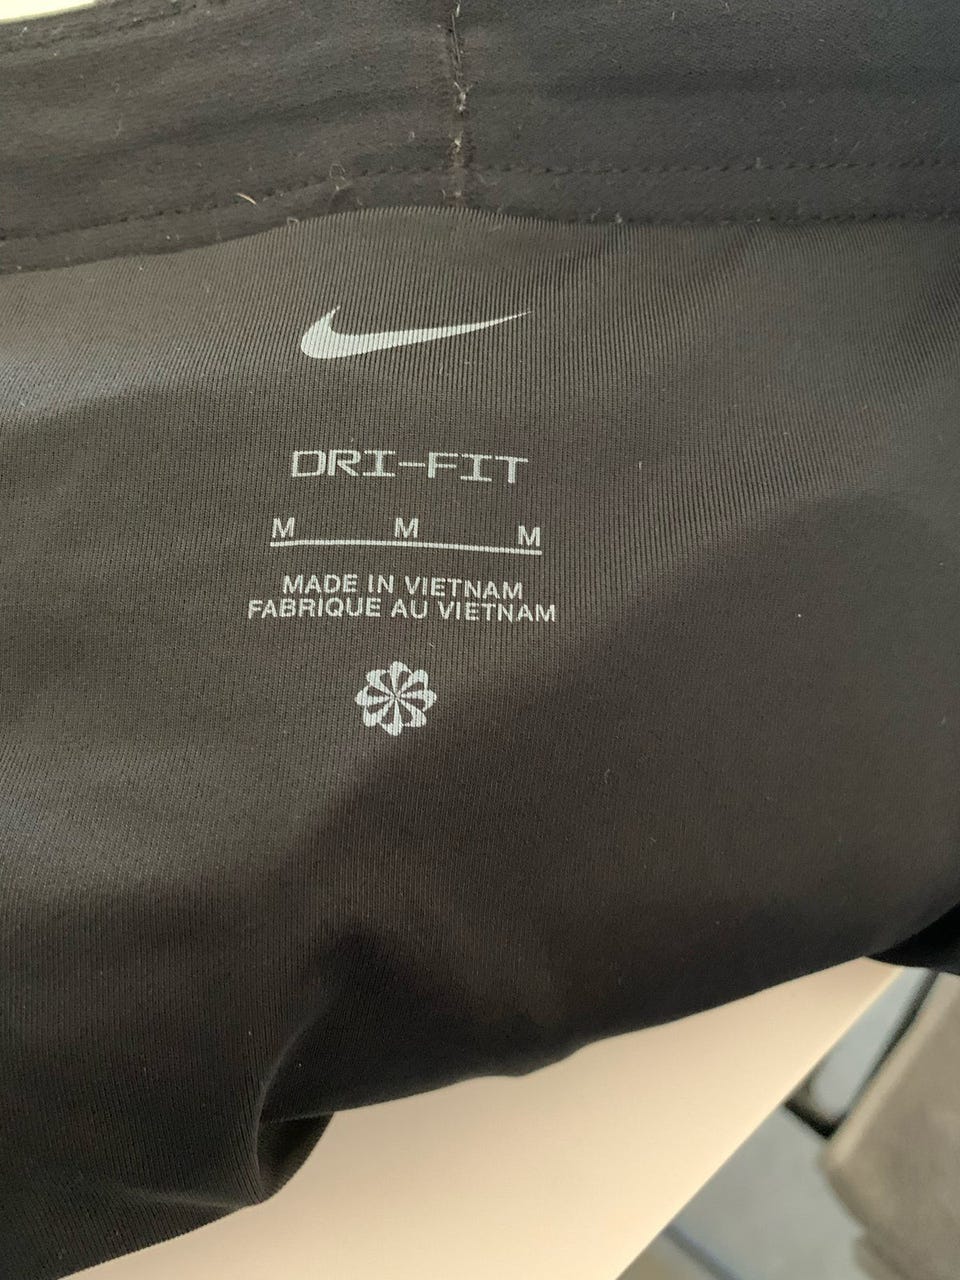 DRI-FIT
M M M
MADE IN VIETNAM
FABRIQUE AU VIETNAM